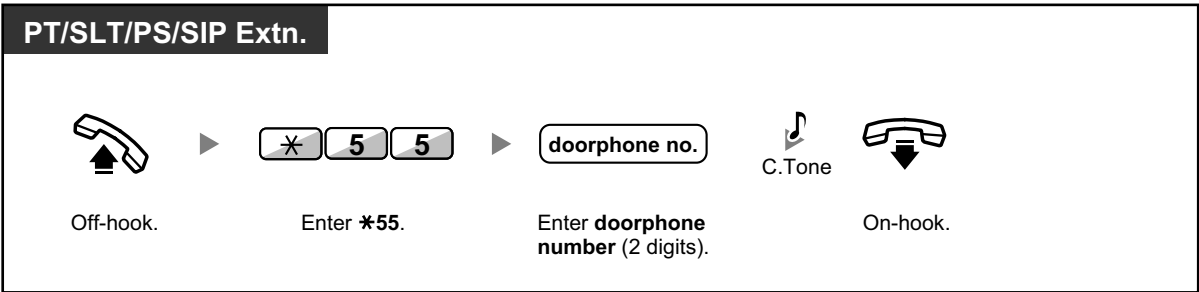 PT/SLT/PS/SIP Extn.
✳ 5 5
doorphone no.
C.Tone
Off-hook.
Enter ✳55.
Enter doorphone
number (2 digits).
On-hook.